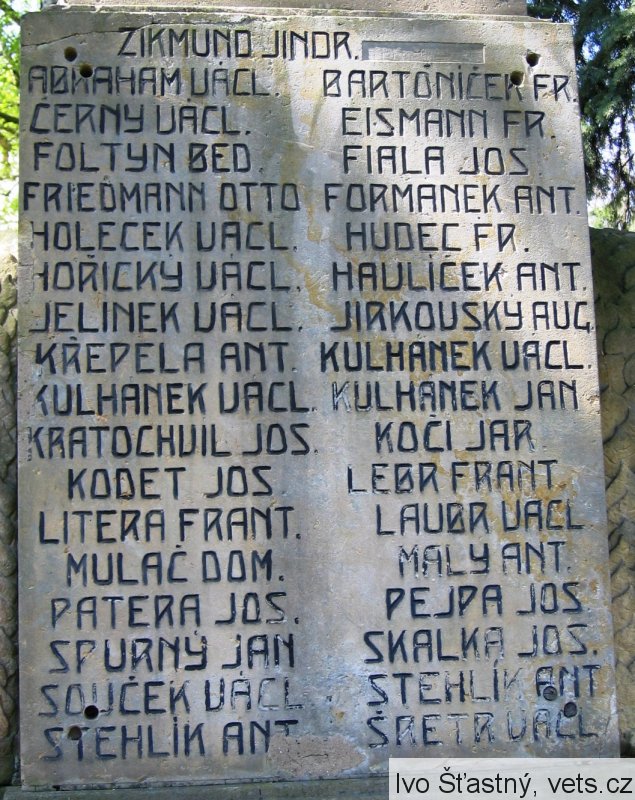 ZIKMUND JINDR.
ABRAHAM VÁCL. BARTŮNÍČEK FR.
ČERNÝ VÁCL. EISMANN FR.
FOLTYN BED FIALA JOS
FRIEDMANN OTTO FORMÁNEK ANT.
HOLEČEK VÁCL. HUDEC FR.
HOŘICKÝ VÁCL. HAVLÍČEK ANT.
JELÍNEK VÁCL. JIRKOVSKÝ AUG
KŘEPELA ANT. KULHÁNEK VÁCL.
KULHÁNEK VÁCL. KULHÁNEK JAN
KRATOCHVIL JOS. KOČÍ JAR
KODET JOS LEBR FRANT.
LITERA FRANT. LAUBR VÁCL
MULAČ DOM. MALÝ ANT.
PATERA JOS. PEJPA JOS
SPURNÝ JAN SKALKA JOS.
SOUČEK VÁCL STEHLÍK ANT
STEHLÍK ANT ŠRETR VÁCL
Ivo Šťastný, vets.cz